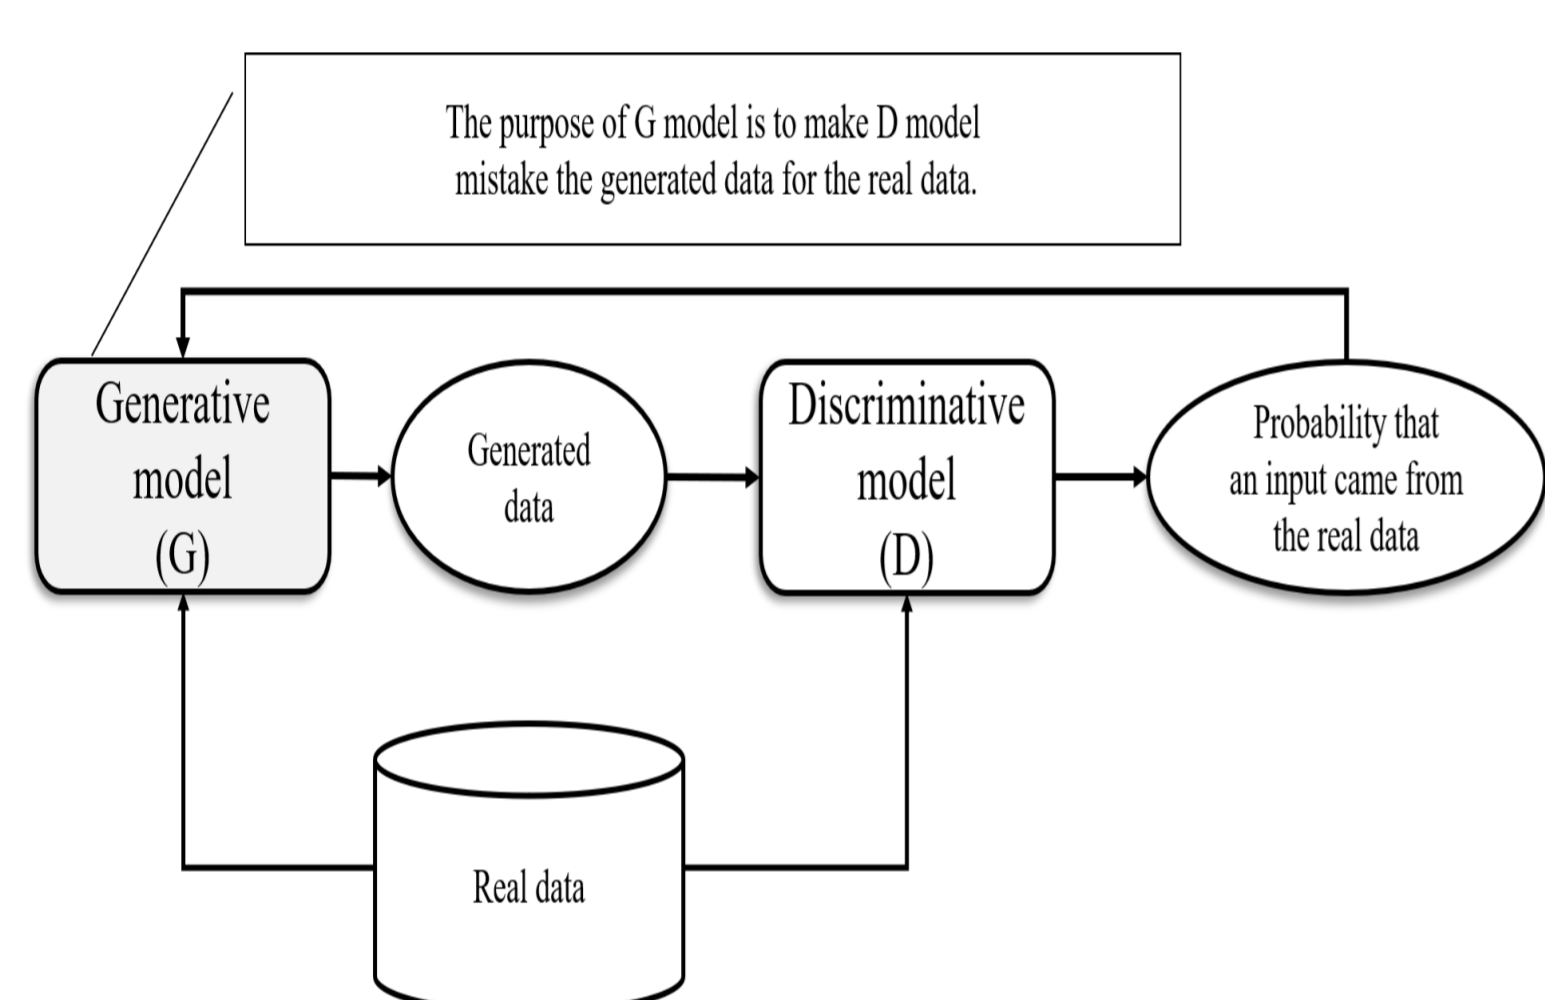 The purpose of G model is to make D model
mistake the generated data for the real data.
Generative
model
(G)
Generated
data
Discriminative
model
(D)
Probability that
an input came from
the real data
Real data